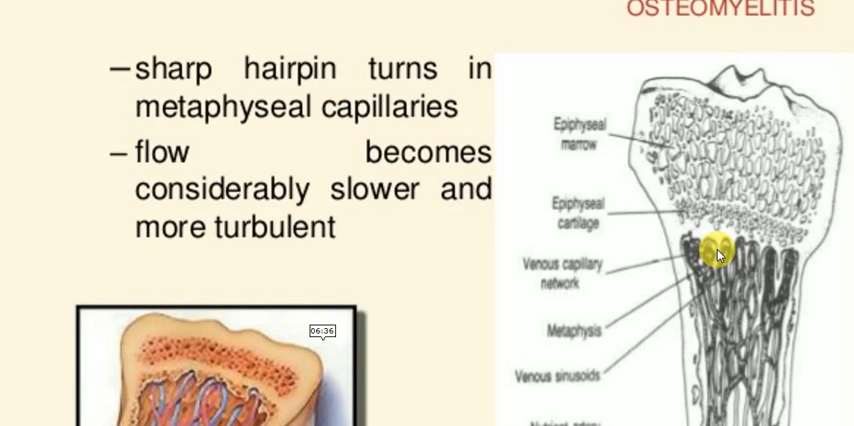 OSTEOMYELITIS
– sharp hairpin turns in
metaphyseal capillaries
– flow becomes
considerably slower and
more turbulent
Epiphyseal
marrow
Epiphyseal
cartilage
Venous capillary
network
Metaphysis
Venous sinusoids
06:36